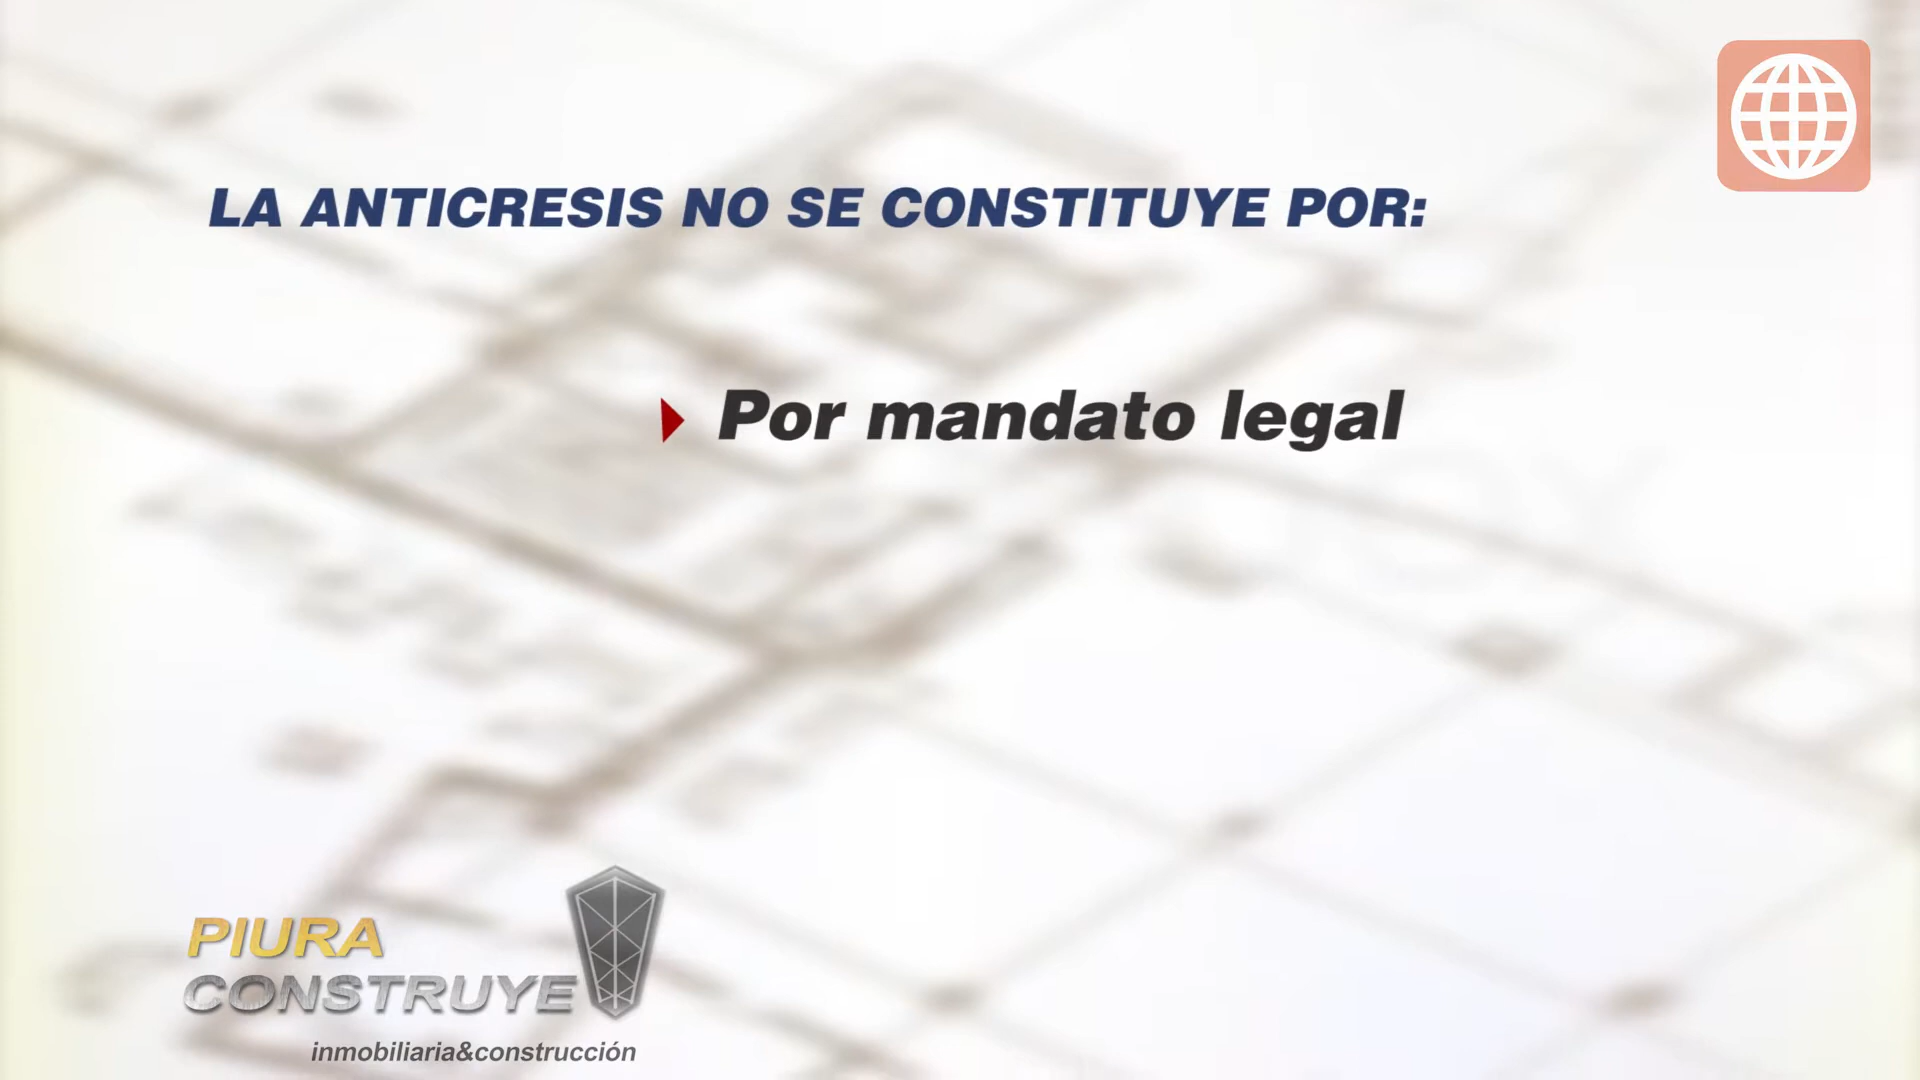 LA ANTICRESIS NO SE CONSTITUYE POR:
Por mandato legal
PIURA
CONSTRUYE
inmobiliaria&construcción